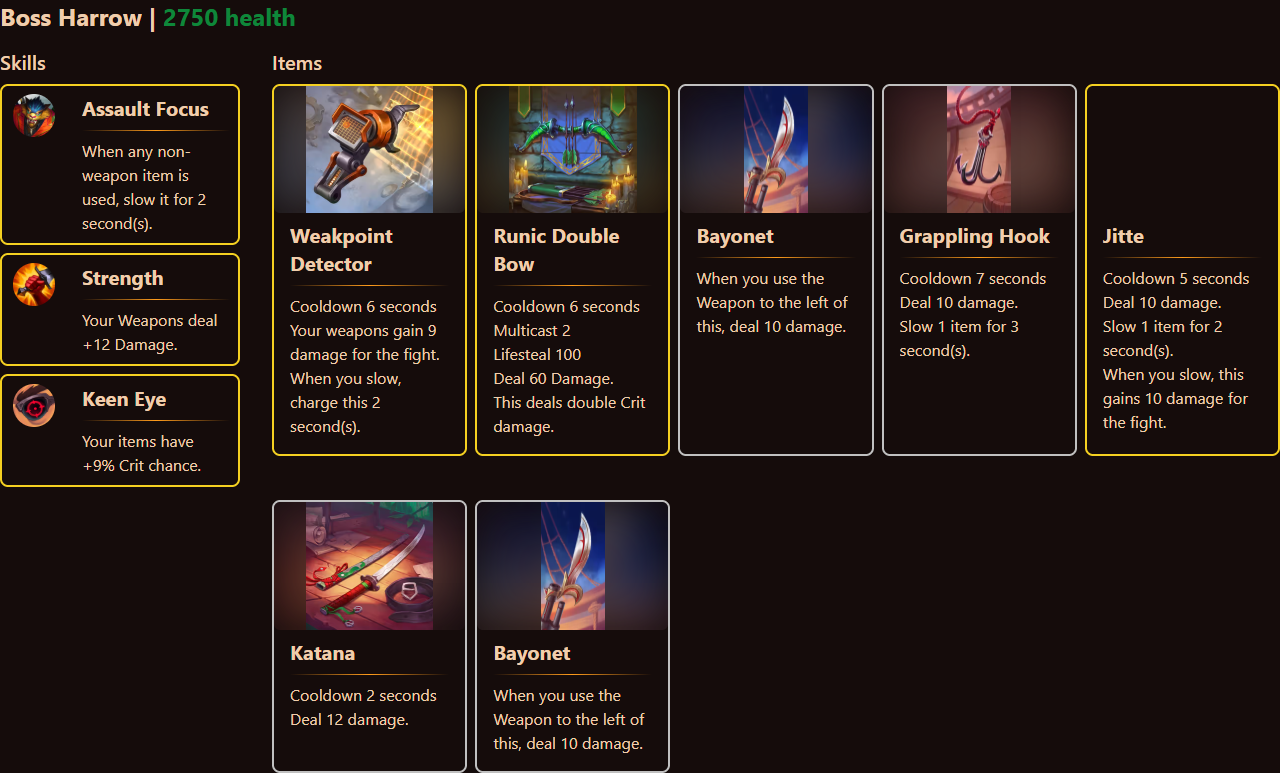 Boss Harrow | 2750 health
Skills
Assault Focus
When any non-
weapon item is
used, slow it for 2
second(s).
Strength
Your Weapons deal
+12 Damage.
Keen Eye
Your items have
+9% Crit chance.
Items
Weakpoint
Detector
Cooldown 6 seconds
Your weapons gain 9
damage for the fight.
When you slow,
charge this 2
second(s).
Runic Double
Bow
Cooldown 6 seconds
Multicast 2
Lifesteal 100
Deal 60 Damage.
This deals double Crit
damage.
Bayonet
When you use the
Weapon to the left of
this, deal 10 damage.
Grappling Hook
Cooldown 7 seconds
Deal 10 damage.
Slow 1 item for 3
second(s).
Jitte
Cooldown 5 seconds
Deal 10 damage.
Slow 1 item for 2
second(s).
When you slow, this
gains 10 damage for
the fight.
Katana
Cooldown 2 seconds
Deal 12 damage.
Bayonet
When you use the
Weapon to the left of
this, deal 10 damage.